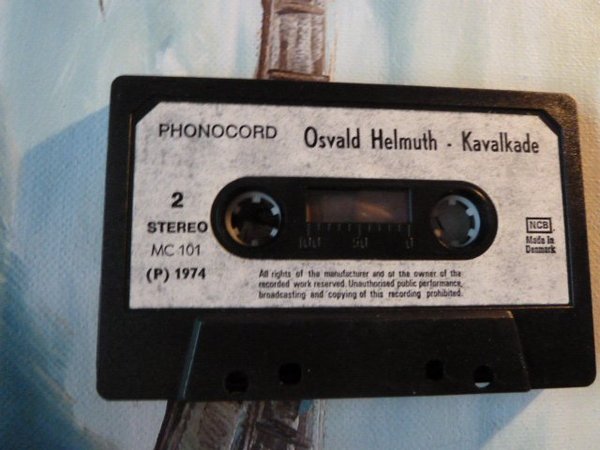 PHONOCORD
Osvald Helmuth - Kavalkade
2
STEREO
MC 101
(P) 1974
NCB
Made in
Denmark
All rights of the manufacturer and of the owner of the
recorded work reserved. Unauthorised public performance,
broadcasting and copying of this recording prohibited.